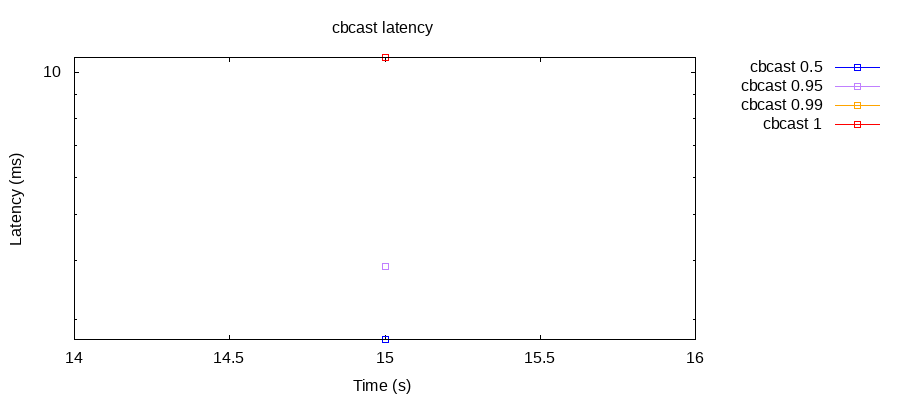 cbcast latency
10
Latency (ms)
14
14.5
15
15.5
16
Time (s)
cbcast 0.5
cbcast 0.95
cbcast 0.99
cbcast 1